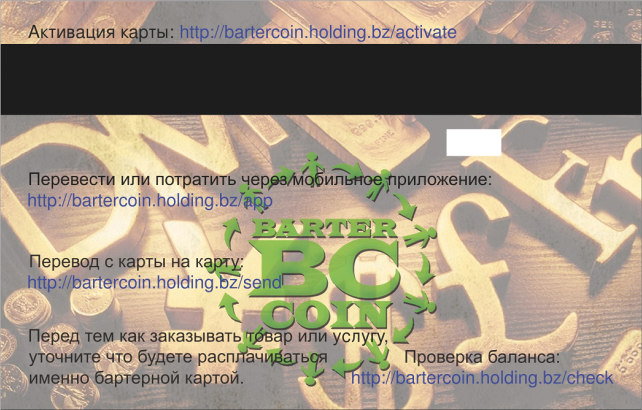 Активация карты: http://bartercoin.holding.bz/activate
Перевести или потратить через мобильное приложение:
http://bartercoin.holding.bz/app
BARTER
BC
COIN
Перевод с карты на карту:
http://bartercoin.holding.bz/send
Перед тем как заказывать товар или услугу,
уточните что будете расплачиваться
именно бартерной картой.
Проверка баланса:
http://bartercoin.holding.bz/check